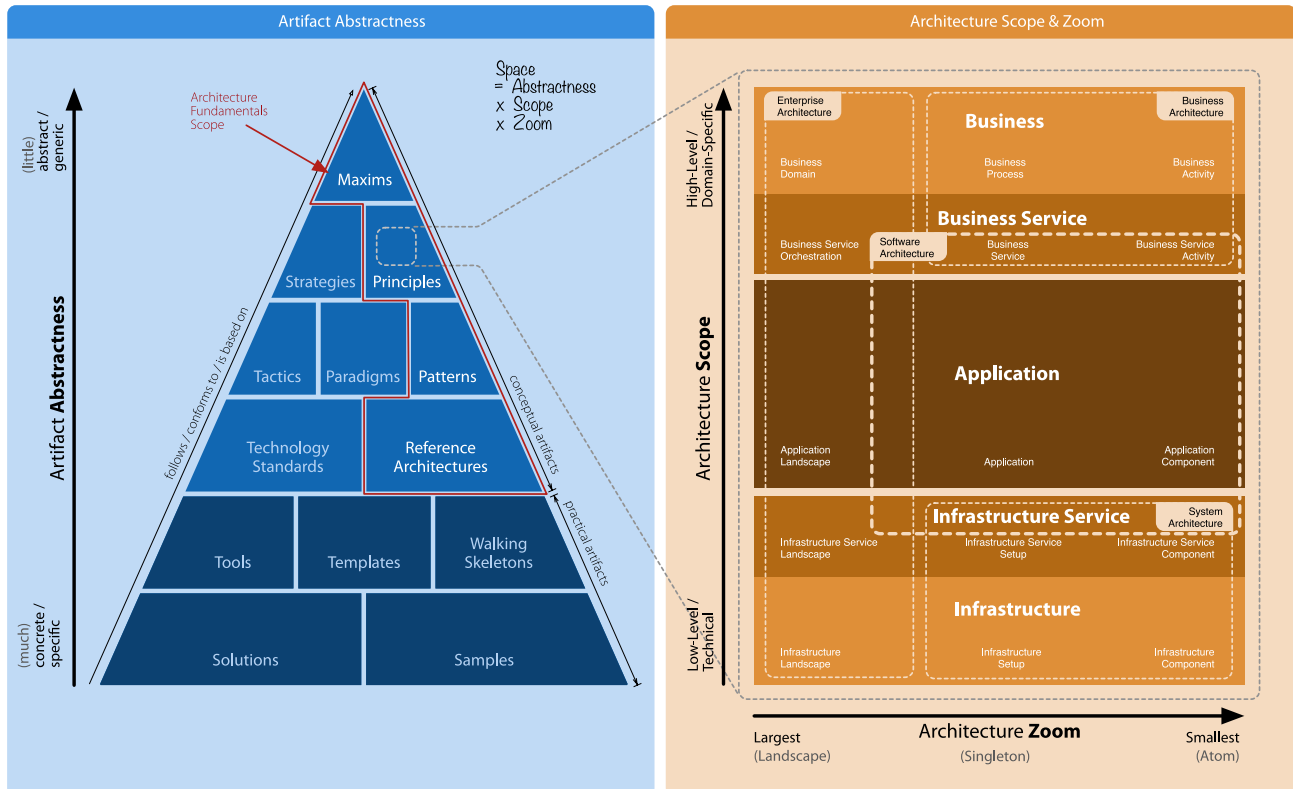 Artifact Abstractness
Architecture Scope & Zoom
Space
= Abstractness
x Scope
x Zoom
Architecture
Fundamentals
Scope
(little)
abstract /
generic
Artifact Abstractness
(much)
concrete /
specific
follows / conforms to / is based on
conceptual artifacts
practical artifacts
Maxims
Strategies
Principles
Tactics
Paradigms
Patterns
Technology
Standards
Reference
Architectures
Tools
Templates
Walking
Skeletons
Solutions
Samples
High-Level /
Domain-Specific
Architecture Scope
Low-Level /
Technical
Enterprise
Architecture
Business
Business
Architecture
Business
Domain
Business
Process
Business
Activity
Business Service
Business Service
Orchestration
Software
Architecture
Business
Service
Business Service
Activity
Application
Application
Landscape
Application
Application
Component
Infrastructure Service
System
Architecture
Infrastructure Service
Landscape
Infrastructure Service
Setup
Infrastructure Service
Component
Infrastructure
Infrastructure
Landscape
Infrastructure
Setup
Infrastructure
Component
Architecture Zoom
Largest
(Landscape)
(Singleton)
Smallest
(Atom)